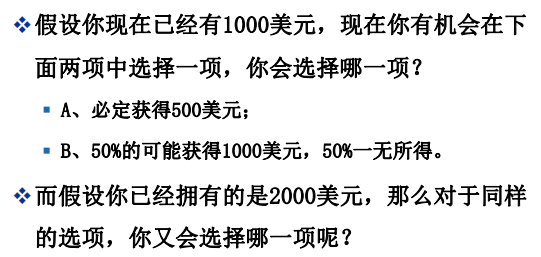 ❖假设你现在已经有1000美元，现在你有机会在下
面两项中选择一项，你会选择哪一项？
▪ A、必定获得500美元；
▪ B、50%的可能获得1000美元，50%一无所得。
❖而假设你已经拥有的是2000美元，那么对于同样
的选项，你又会选择哪一项呢？